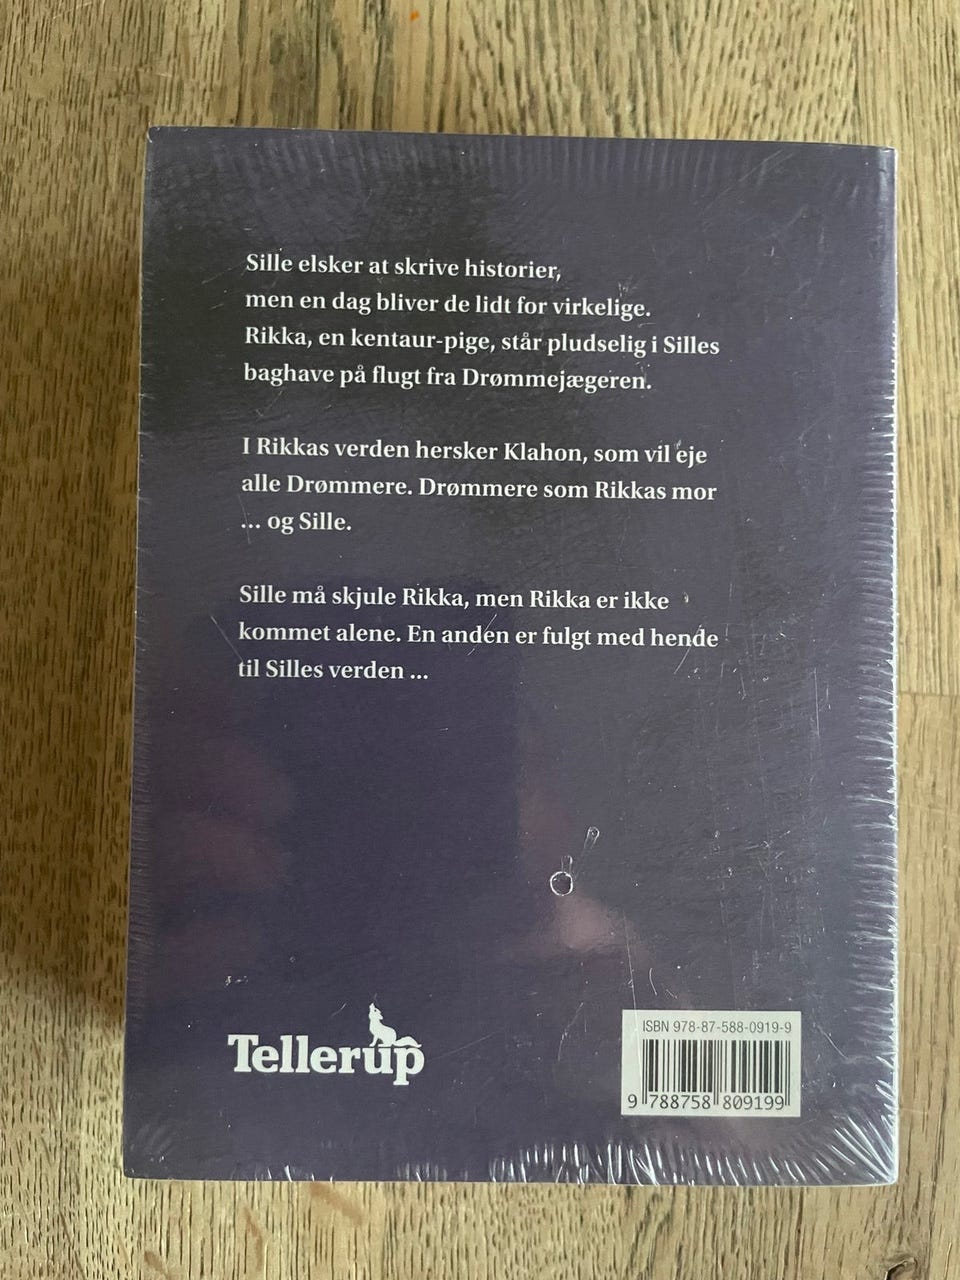 Sille elsker at skrive historier,
men en dag bliver de lidt for virkelige.
Rikka, en kentaur-pige, står pludselig i Silles
baghave på flugt fra Drømmejægeren.
I Rikkas verden hersker Klahon, som vil eje
alle Drømmere. Drømmere som Rikkas mor
... og Sille.
Sille må skjule Rikka, men Rikka er ikke
kommet alene. En anden er fulgt med hende
til Silles verden ...
Tellerup
ISBN 978-87-588-0919-9
9 788758 809199